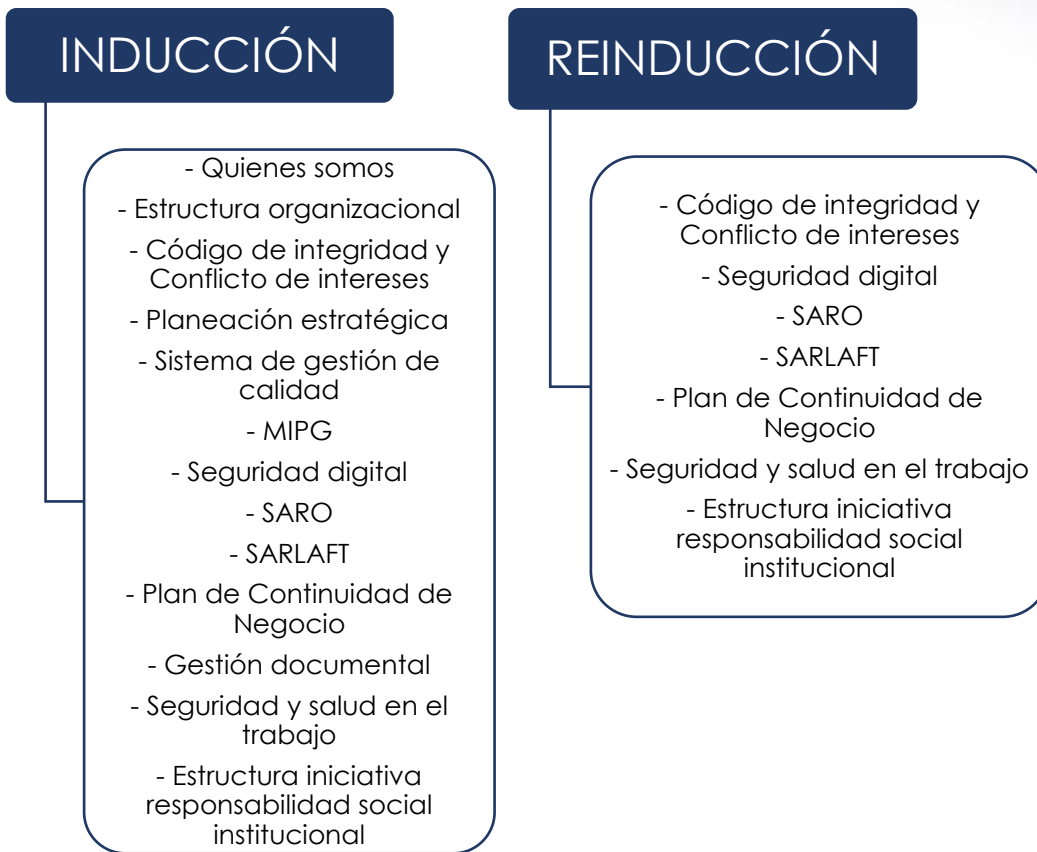 INDUCCIÓN
- Quienes somos
- Estructura organizacional
- Código de integridad y
Conflicto de intereses
- Planeación estratégica
- Sistema de gestión de
calidad
- MIPG
- Seguridad digital
- SARO
- SARLAFT
- Plan de Continuidad de
Negocio
- Gestión documental
- Seguridad y salud en el
trabajo
- Estructura iniciativa
responsabilidad social
institucional
REINDUCCIÓN
- Código de integridad y
Conflicto de intereses
- Seguridad digital
- SARO
- SARLAFT
- Plan de Continuidad de
Negocio
- Seguridad y salud en el trabajo
- Estructura iniciativa
responsabilidad social
institucional